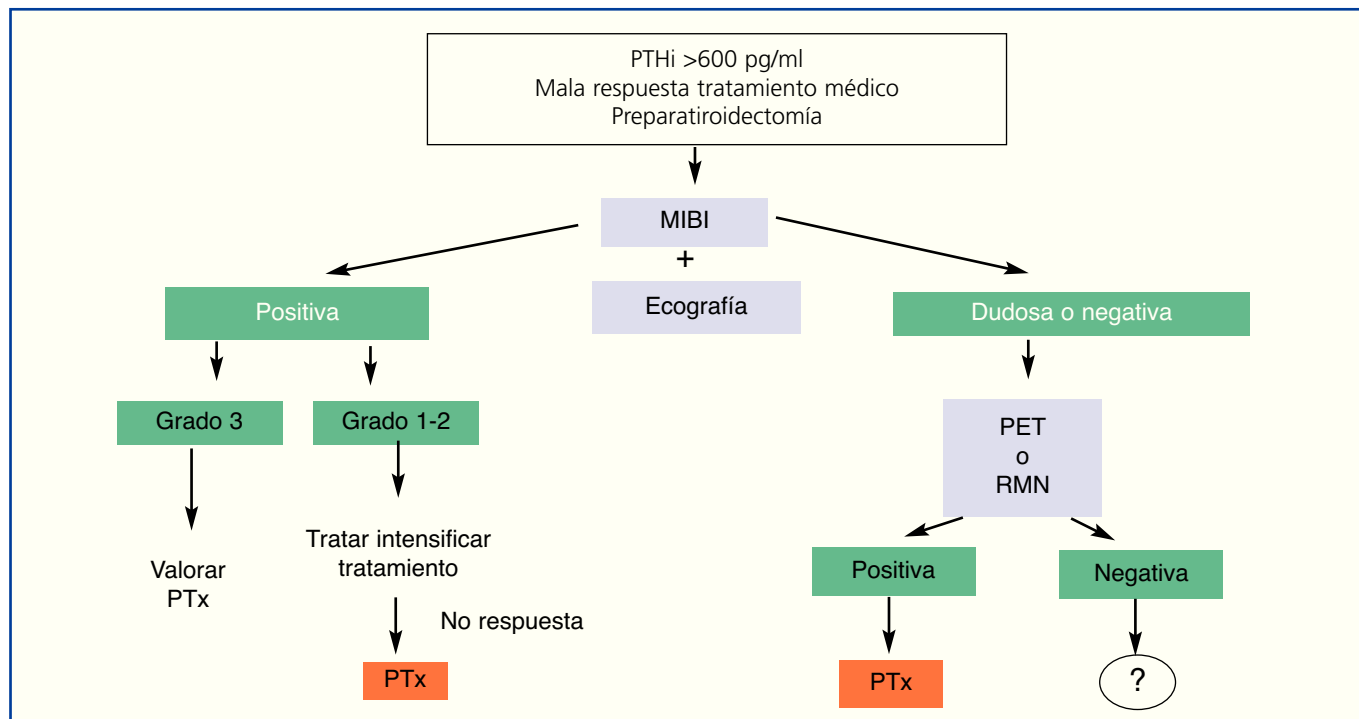 PTHi >600 pg/ml
Mala respuesta tratamiento médico
Preparatiroidectomía
MIBI
+
Ecografía
Positiva
Dudosa o negativa
Grado 3
Grado 1-2
PET
o
RMN
Valorar
PTx
Tratar intensificar
tratamiento
No respuesta
PTx
Positiva
Negativa
PTx
?